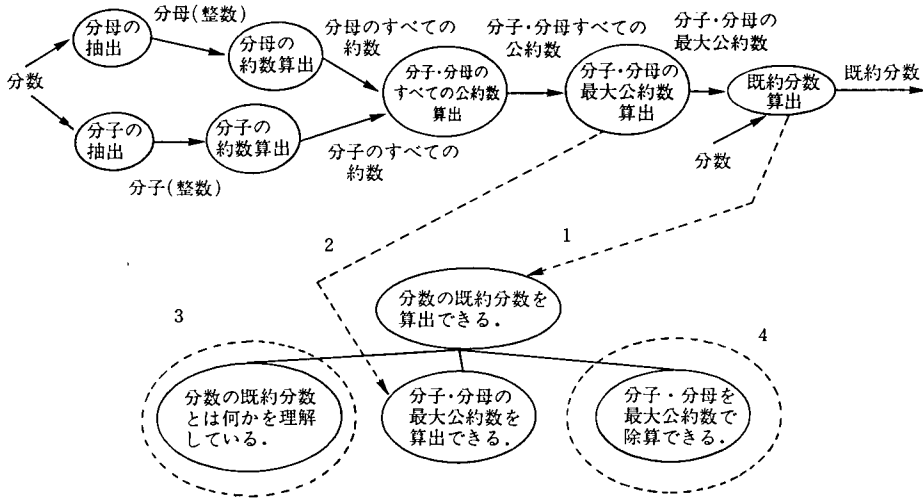 分母(整数)
分母の
抽出
分母の
約数算出
分母のすべての
約数
分子・分母すべての
公約数
分子・分母の
最大公約数
分数
分子・分母の
すべての公約数
算出
分子・分母の
最大公約数
算出
既約分数
算出
既約分数
分子の
抽出
分子の
約数算出
分子のすべての
約数
分数
分子(整数)
2
1
分数の既約分数を
算出できる.
3
4
分数の既約分数
とは何かを理解
している.
分子・分母の
最大公約数を
算出できる.
分子・分母を
最大公約数で
除算できる.